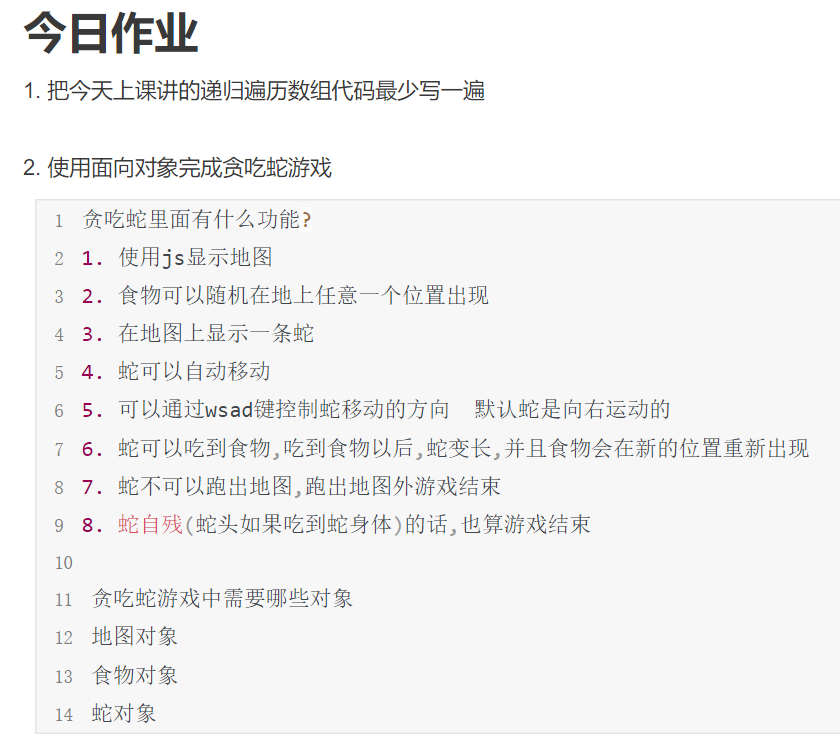 今日作业
1. 把今天上课讲的递归遍历数组代码最少写一遍
2. 使用面向对象完成贪吃蛇游戏
1 贪吃蛇里面有什么功能?
2 1. 使用js显示地图
3 2. 食物可以随机在地上任意一个位置出现
4 3. 在地图上显示一条蛇
5 4. 蛇可以自动移动
6 5. 可以通过wsad键控制蛇移动的方向 默认蛇是向右运动的
7 6. 蛇可以吃到食物,吃到食物以后,蛇变长,并且食物会在新的位置重新出现
8 7. 蛇不可以跑出地图,跑出地图外游戏结束
9 8. 蛇自残(蛇头如果吃到蛇身体)的话,也算游戏结束
10
11 贪吃蛇游戏中需要哪些对象
12 地图对象
13 食物对象
14 蛇对象